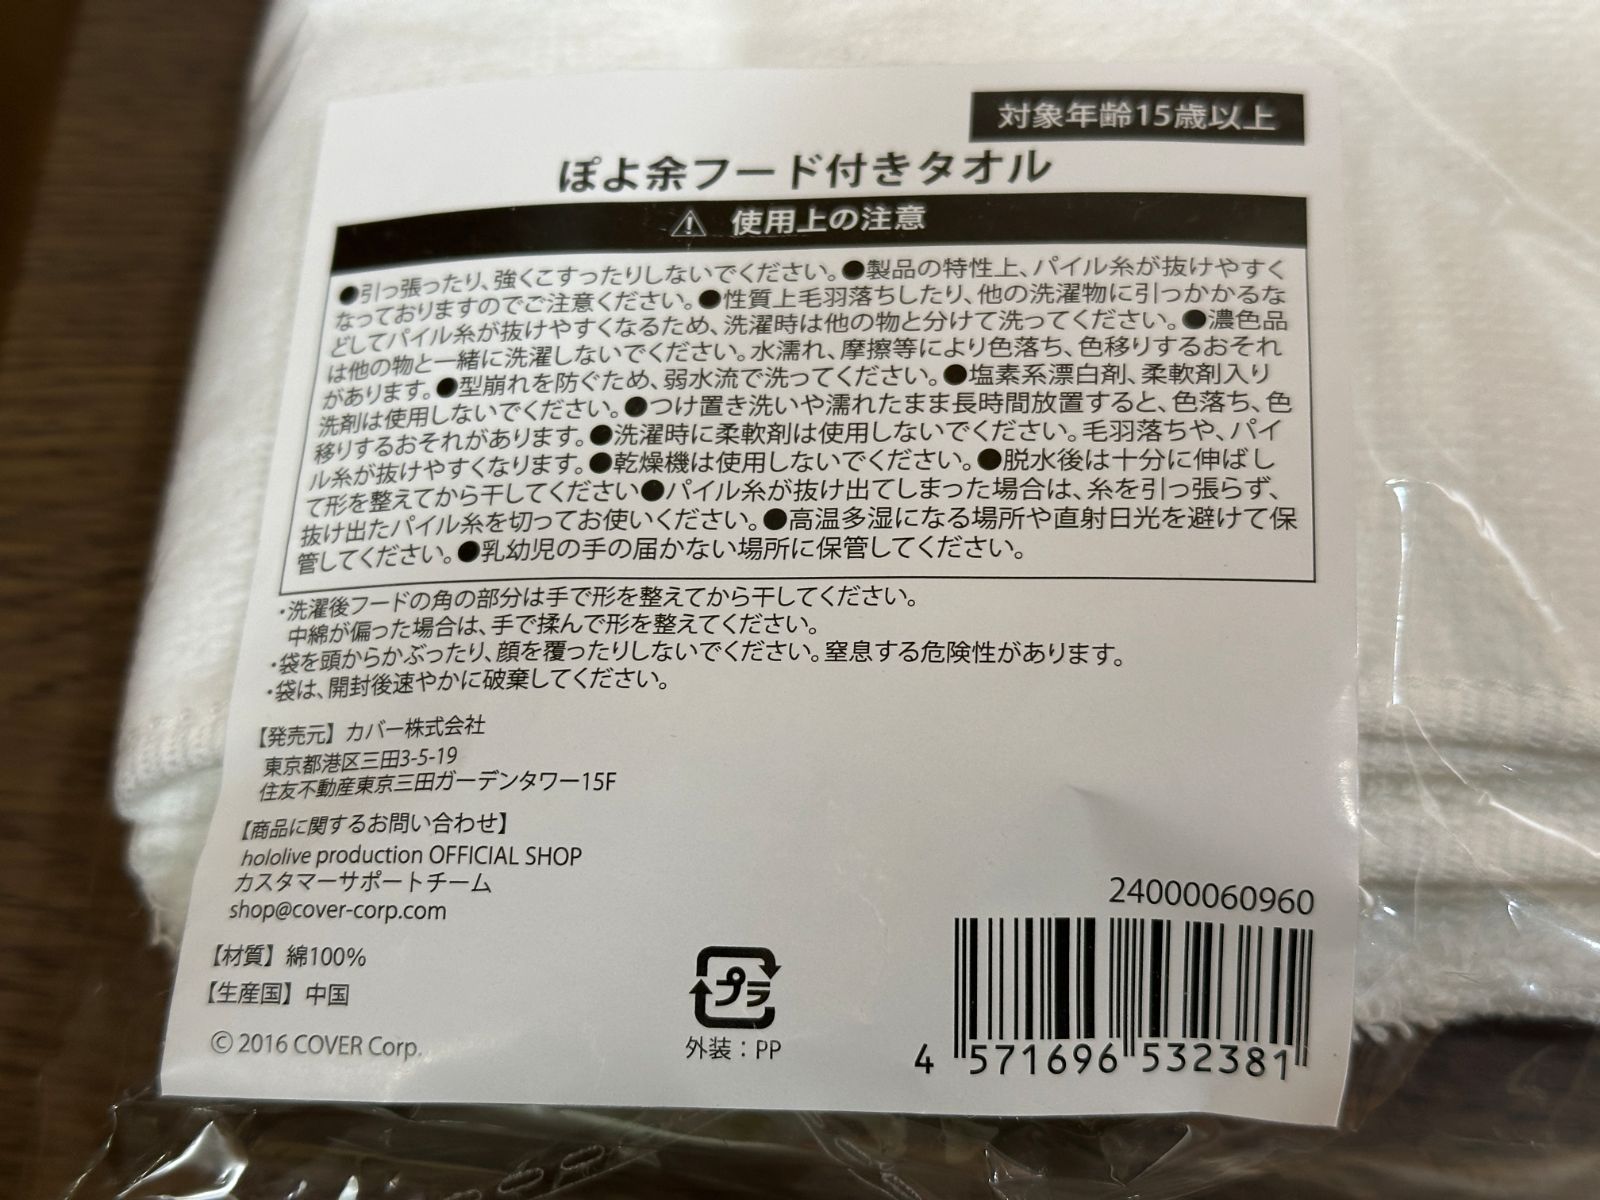 対象年齢15歳以上
ぽよ余フード付きタオル
使用上の注意
●引っ張ったり、強くこすったりしないでください。●製品の特性上、パイル糸が抜けやすく
なっておりますのでご注意ください。●性質上毛羽落ちしたり、他の洗濯物に引っかかるな
どしてパイル糸が抜けやすくなるため、洗濯時は他の物と分けて洗ってください。●濃色品
は他の物と一緒に洗濯しないでください。水濡れ、摩擦等により色落ち、色移りするおそれ
があります。●型崩れを防ぐため、弱水流で洗ってください。●塩素系漂白剤、柔軟剤入り
洗剤は使用しないでください。●つけ置き洗いや濡れたまま長時間放置すると、色落ち、色
移りするおそれがあります。●洗濯時に柔軟剤は使用しないでください。毛羽落ちや、パイ
ル糸が抜けやすくなります。●乾燥機は使用しないでください。●脱水後は十分に伸ばし
て形を整えてから干してください●パイル糸が抜け出てしまった場合は、糸を引っ張らず、
抜け出たパイル糸を切ってお使いください。●高温多湿になる場所や直射日光を避けて保
管してください。●乳幼児の手の届かない場所に保管してください。
・洗濯後フードの角の部分は手で形を整えてから干してください。
中綿が偏った場合は、手で揉んで形を整えてください。
・袋を頭からかぶったり、顔を覆ったりしないでください。窒息する危険性があります。
・袋は、開封後速やかに破棄してください。
【発売元】カバー株式会社
東京都港区三田3-5-19
住友不動産東京三田ガーデンタワー15F
【商品に関するお問い合わせ】
hololive production OFFICIAL SHOP
カスタマーサポートチーム
shop@cover-corp.com
【材質】綿100%
【生産国】中国
© 2016 COVER Corp.
プラ
外装：PP
24000060960
4 571696 532381